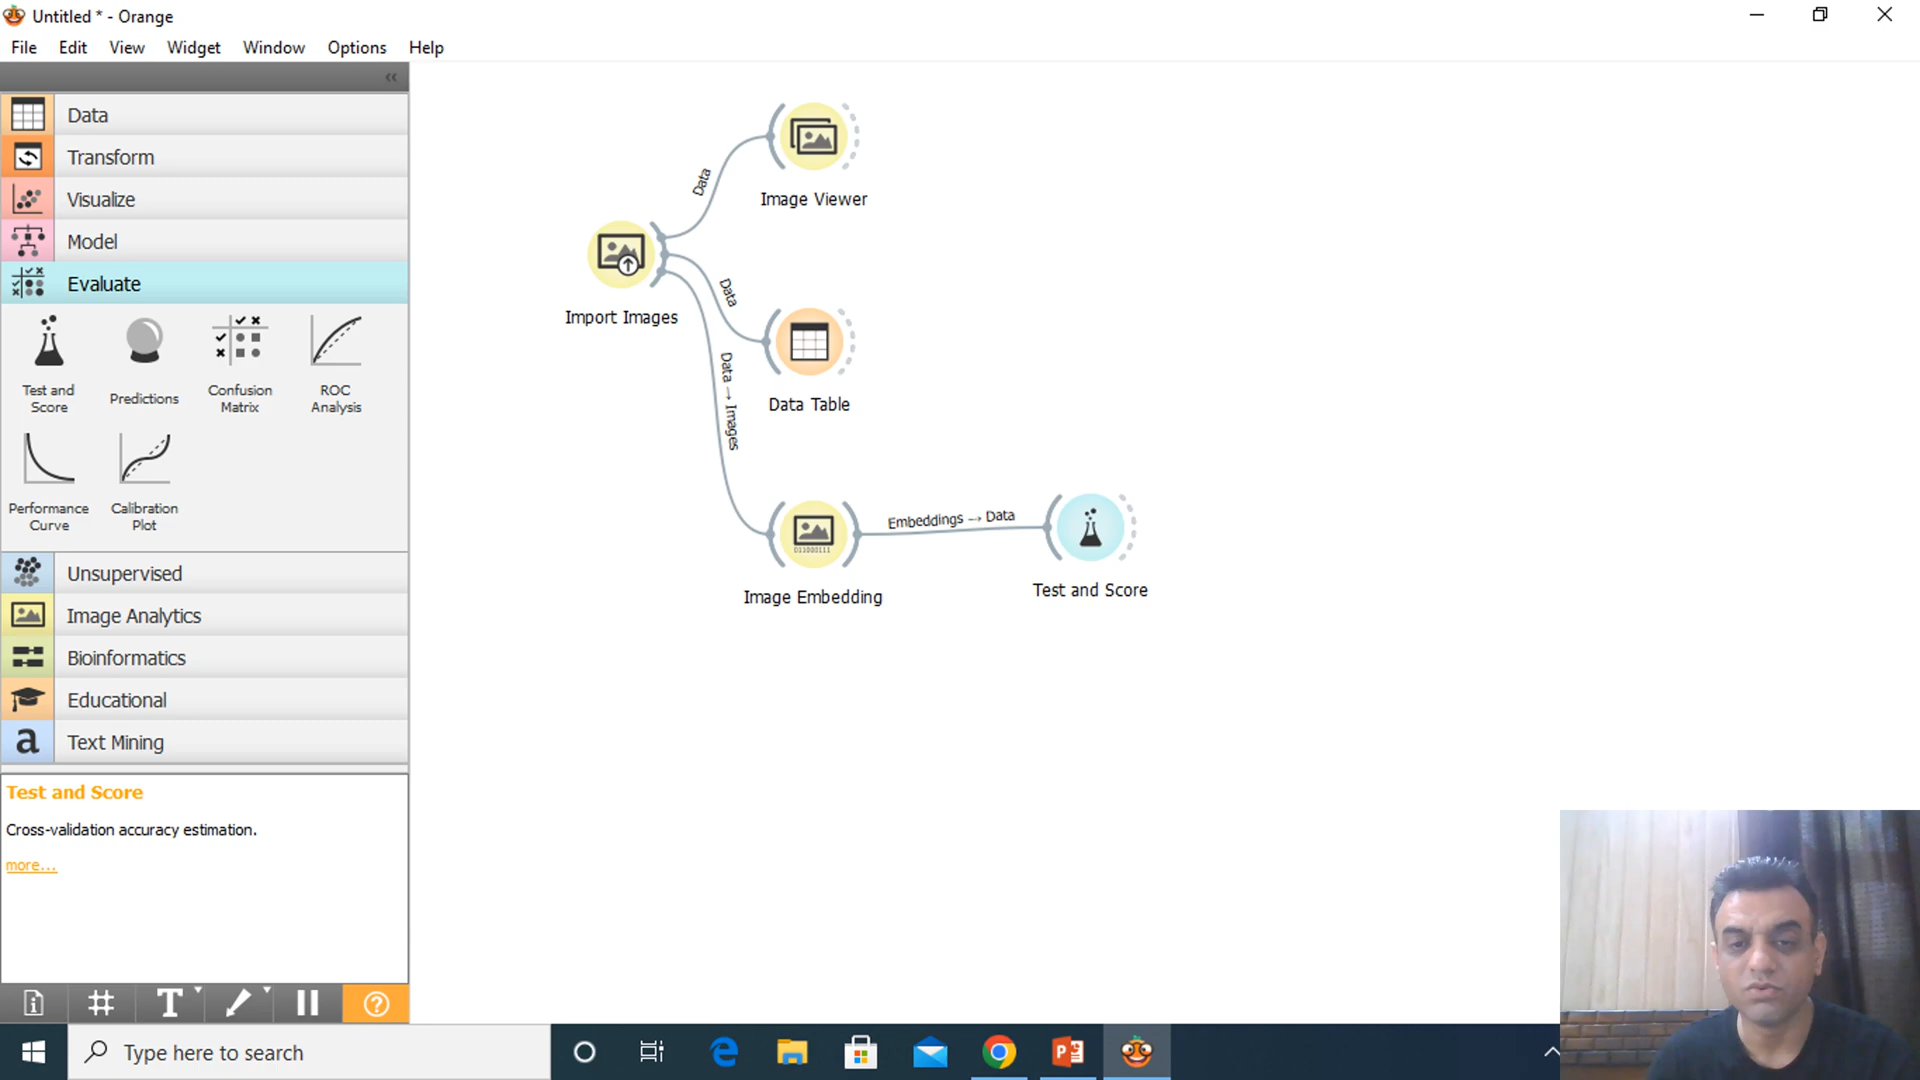 Untitled * - Orange
File Edit View Widget Window Options Help
Data
Transform
Visualize
Model
Evaluate
Test and Score
Predictions
Confusion Matrix
ROC Analysis
Performance Curve
Calibration Plot
Unsupervised
Image Analytics
Bioinformatics
Educational
Text Mining
Test and Score
Cross-validation accuracy estimation.
more...
Data
Image Viewer
Import Images
Data
Data Table
Data → Images
011000111
Image Embedding
Embeddings → Data
Test and Score
Type here to search